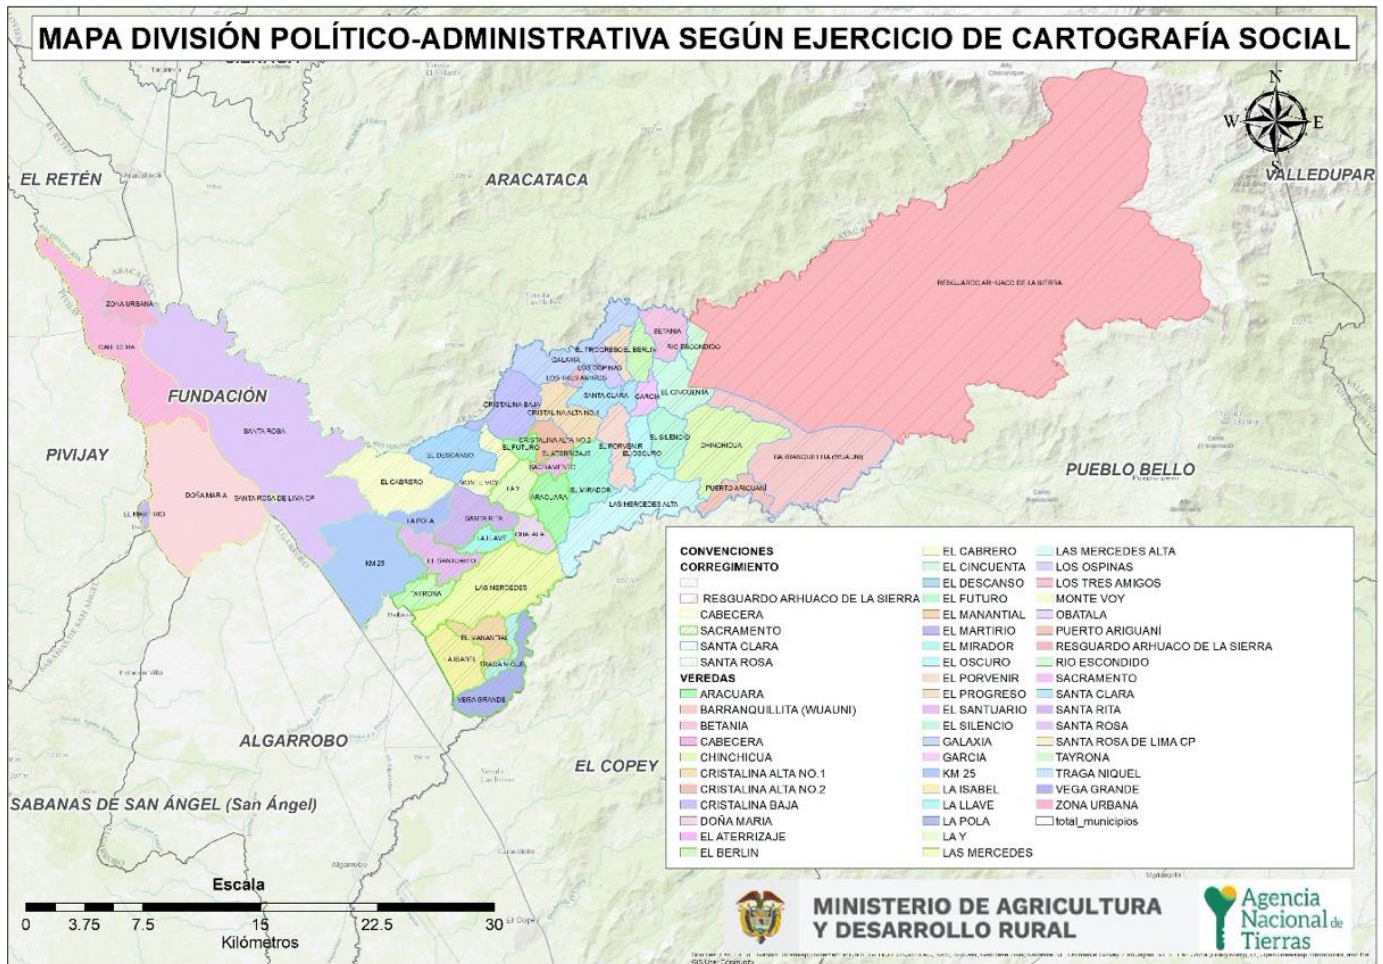 MAPA DIVISIÓN POLÍTICO-ADMINISTRATIVA SEGÚN EJERCICIO DE CARTOGRAFÍA SOCIAL
N
W E
S
EL RETÉN
ARACATACA
VALLEDUPAR
FUNDACIÓN
PIVIJAY
PUEBLO BELLO
ALGARROBO
EL COPEY
SABANAS DE SAN ÁNGEL (San Ángel)
RESGUARDO ARHUACO DE LA SIERRA
ZONA URBANA
BETANIA
RIO ESCONDIDO
EL PROGRESO
EL BERLIN
GALAXIA
LOS OSPINAS
LOS TRES AMIGOS
SANTA CLARA
GARCIA
EL CINCUENTA
CRISTALINA BAJA
CRISTALINA ALTA NO.1
SANTA ROSA
CRISTALINA ALTA NO.2
EL FUTURO
EL PORVENIR
EL SILENCIO
CHINCHICUA
EL DESCANSO
EL ATERRIZAJE
EL OSCURO
BARRANQUILLITA (WUAUNI)
SACRAMENTO
EL CABRERO
MONTE VOY
LA Y
EL MIRADOR
PUERTO ARIGUANÍ
DOÑA MARIA
SANTA ROSA DE LIMA CP
ARACUARA
LAS MERCEDES ALTA
EL MARTIRIO
LA POLA
SANTA RITA
LA LLAVE
OBATALA
KM 25
EL SANTUARIO
LAS MERCEDES
TAYRONA
EL MANANTIAL
LA ISABEL
TRAGA NIQUEL
VEGA GRANDE
CONVENCIONES
CORREGIMIENTO
RESGUARDO ARHUACO DE LA SIERRA
CABECERA
SACRAMENTO
SANTA CLARA
SANTA ROSA
VEREDAS
ARACUARA
BARRANQUILLITA (WUAUNI)
BETANIA
CABECERA
CHINCHICUA
CRISTALINA ALTA NO.1
CRISTALINA ALTA NO.2
CRISTALINA BAJA
DOÑA MARIA
EL ATERRIZAJE
EL BERLIN
EL CABRERO
EL CINCUENTA
EL DESCANSO
EL FUTURO
EL MANANTIAL
EL MARTIRIO
EL MIRADOR
EL OSCURO
EL PORVENIR
EL PROGRESO
EL SANTUARIO
EL SILENCIO
GALAXIA
GARCIA
KM 25
LA ISABEL
LA LLAVE
LA POLA
LA Y
LAS MERCEDES
LAS MERCEDES ALTA
LOS OSPINAS
LOS TRES AMIGOS
MONTE VOY
OBATALA
PUERTO ARIGUANÍ
RESGUARDO ARHUACO DE LA SIERRA
RIO ESCONDIDO
SACRAMENTO
SANTA CLARA
SANTA RITA
SANTA ROSA
SANTA ROSA DE LIMA CP
TAYRONA
TRAGA NIQUEL
VEGA GRANDE
ZONA URBANA
total_municipios
Algarrobo
El Copey
Escala
0 3.75 7.5 15 22.5 30
Kilómetros
MINISTERIO DE AGRICULTURA
Y DESARROLLO RURAL
Agencia
Nacional de
Tierras